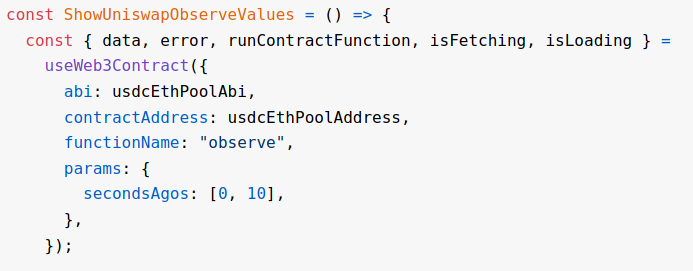 const ShowUniswapObserveValues = () => {
  const { data, error, runContractFunction, isFetching, isLoading } =
    useWeb3Contract({
      abi: usdcEthPoolAbi,
      contractAddress: usdcEthPoolAddress,
      functionName: "observe",
      params: {
        secondsAgos: [0, 10],
      },
    });